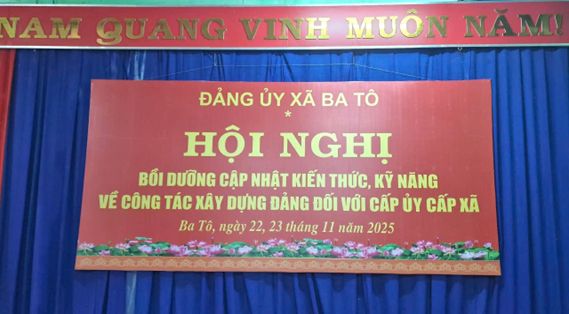 NAM QUANG VINH MUÔN NĂM!
ĐẢNG ỦY XÃ BA TÔ
*
HỘI NGHỊ
BỒI DƯỠNG CẬP NHẬT KIẾN THỨC, KỸ NĂNG
VỀ CÔNG TÁC XÂY DỰNG ĐẢNG ĐỐI VỚI CẤP ỦY CẤP XÃ
Ba Tô, ngày 22, 23 tháng 11 năm 2025